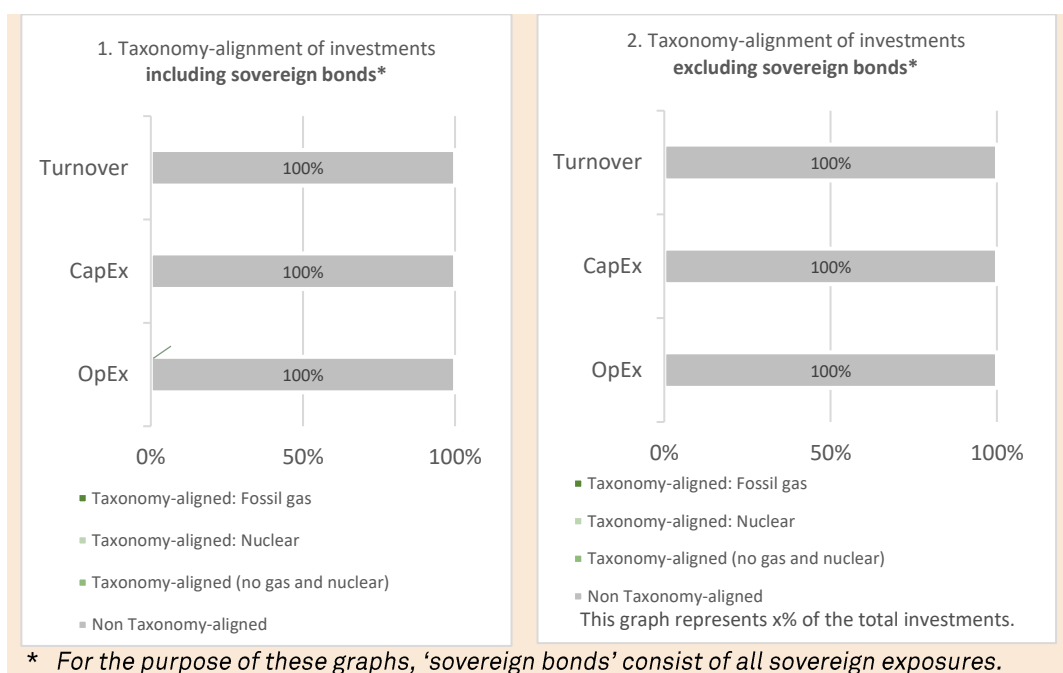 1. Taxonomy-alignment of investments
including sovereign bonds*
Turnover
100%
CapEx
100%
OpEx
100%
0%
50%
100%
Taxonomy-aligned: Fossil gas
Taxonomy-aligned: Nuclear
Taxonomy-aligned (no gas and nuclear)
Non Taxonomy-aligned
2. Taxonomy-alignment of investments
excluding sovereign bonds*
Turnover
100%
CapEx
100%
OpEx
100%
0%
50%
100%
Taxonomy-aligned: Fossil gas
Taxonomy-aligned: Nuclear
Taxonomy-aligned (no gas and nuclear)
Non Taxonomy-aligned
This graph represents x% of the total investments.
* For the purpose of these graphs, ‘sovereign bonds’ consist of all sovereign exposures.